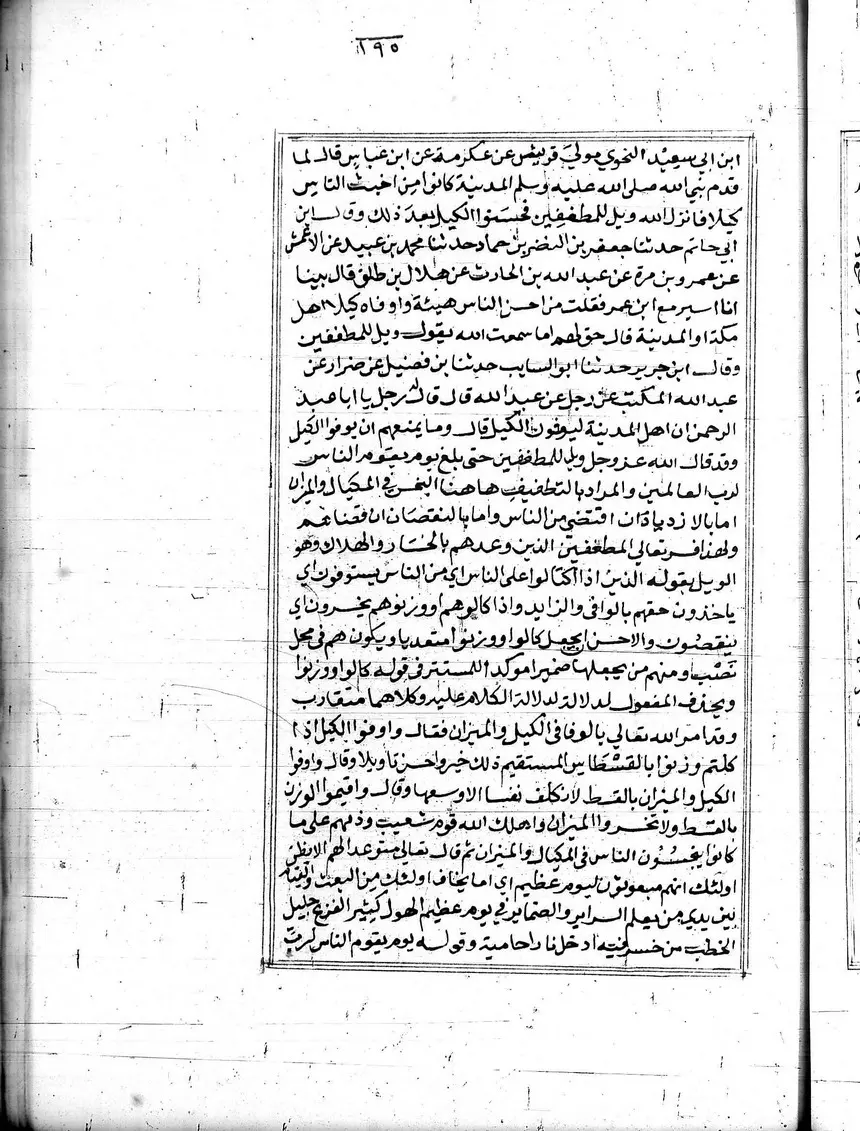 ١٩٥
ابن ابي سعيد النحوي مولي قريش عن عكرمة عن ابن عباس قال لما
قدم نبي الله صلى الله عليه وسلم المدينة كانوا من اخبث الناس
كيلا فانزل الله ويل للمطففين فحسنوا الكيل بعد ذلك وقال ابن
ابي حاتم حدثنا جعفر بن النضر بن حماد حدثنا محمد بن عبيد عن الاعمش
عن عمرو بن مرة عن عبد الله بن الحارث عن هلال بن طلق قال بينا
انا اسير مع ابن عمر فقلت من احسن الناس هيئة واوفاه كيلا اهل
مكة او المدينة قال حق لهم اما سمعت الله يقول ويل للمطففين
وقال ابن جرير حدثنا ابو السايب حدثنا بن فضيل عن ضرار عن
عبد الله المكتب عن رجل عن عبد الله قال قال له رجل يا ابا عبد
الرحمن ان اهل المدينة ليوفون الكيل قال وما يمنعهم ان يوفوا الكيل
وقد قال الله عز وجل ويل للمطففين حتى بلغ يوم يقوم الناس
لرب العالمين والمراد بالتطفيف هاهنا البخس في المكيال والميزان
اما بالازدياد ان اقتضى من الناس واما بالنقصان ان قضاهم
ولهذا فسر تعالي المطففين الذين وعدهم بالخسار والهلاك وهو
الويل بقوله الذين اذا اكتالوا على الناس اي من الناس يستوفون اي
ياخذون حقهم بالوافي والزايد واذا كالوهم او وزنوهم يخسرون اي
ينقصون والاحسن ان يجعل كالوا ووزنوا متعديا ويكون هم في محل
نصب ومنهم من يجعلها ضميرا موكدا للمستتر في قوله كالوا ووزنوا
ويحذف المفعول لدلالة لدلالة الكلام عليه وكلاهما متقارب
وقد امر الله تعالي بالوفا في الكيل والميزان فقال واوفوا الكيل اذا
كلتم وزنوا بالقسطاس المستقيم ذلك خير واحسن تاويلا وقال واوفوا
الكيل والميزان بالقسط لا نكلف نفسا الا وسعها وقال واقيموا الوزن
بالقسط ولا تخسروا الميزان واهلك الله قوم شعيب وذمهم على ما
كانوا يبخسون الناس في المكيال والميزان ثم قال تعالى متوعدا لهم الا يظن
اولئك انهم مبعوثون ليوم عظيم اي اما يخاف اولئك من البعث والقيام
بين يدي من يعلم السراير والضماير في يوم عظيم الهول كثير الفزع جليل
الخطب من خسر فيه ادخل نارا حامية وقوله يوم يقوم الناس لرب